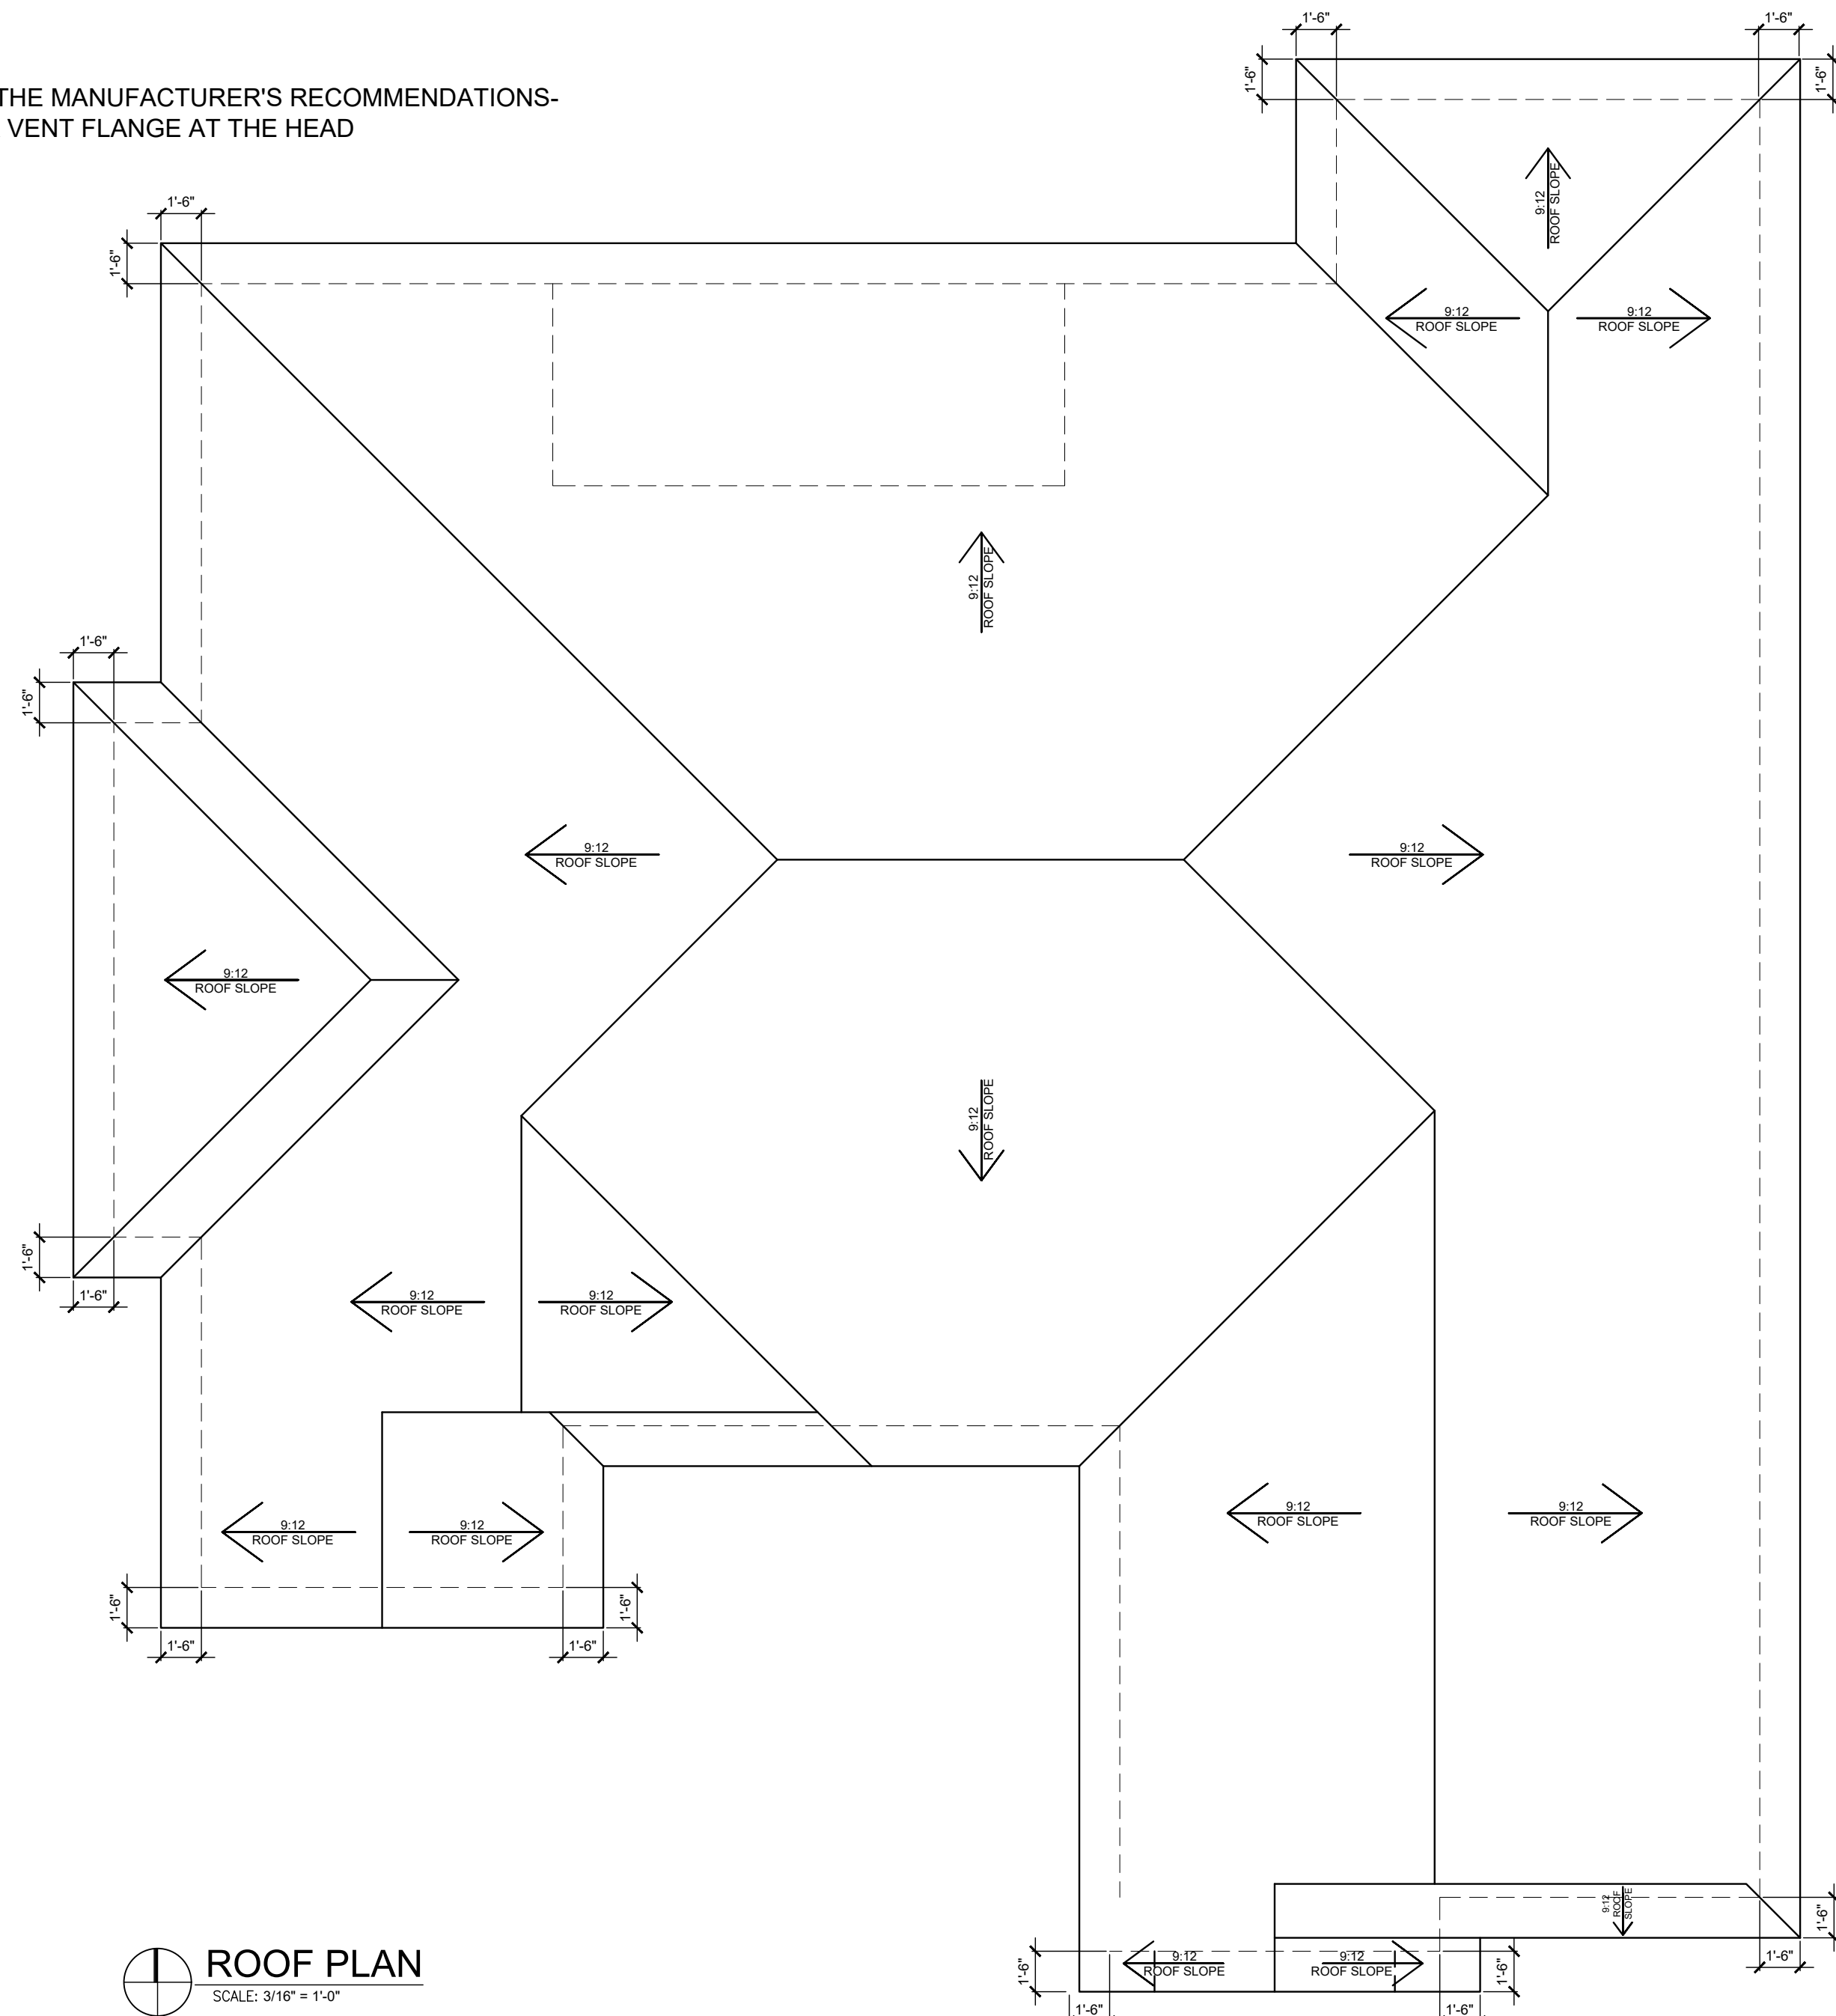 1'-6"
1'-6"
1'-6"
1'-6"
THE MANUFACTURER'S RECOMMENDATIONS-
VENT FLANGE AT THE HEAD
9:12
ROOF SLOPE
1'-6"
1'-6"
9:12
ROOF SLOPE
9:12
ROOF SLOPE
9:12
ROOF SLOPE
1'-6"
1'-6"
9:12
ROOF SLOPE
9:12
ROOF SLOPE
9:12
ROOF SLOPE
9:12
ROOF SLOPE
1'-6"
1'-6"
9:12
ROOF SLOPE
9:12
ROOF SLOPE
9:12
ROOF SLOPE
9:12
ROOF SLOPE
9:12
ROOF SLOPE
9:12
ROOF SLOPE
1'-6"
1'-6"
1'-6"
1'-6"
9:12
ROOF
SLOPE
1'-6"
1'-6"
9:12
ROOF SLOPE
9:12
ROOF SLOPE
1'-6"
1'-6"
1'-6"
1'-6"
ROOF PLAN
SCALE: 3/16" = 1'-0"